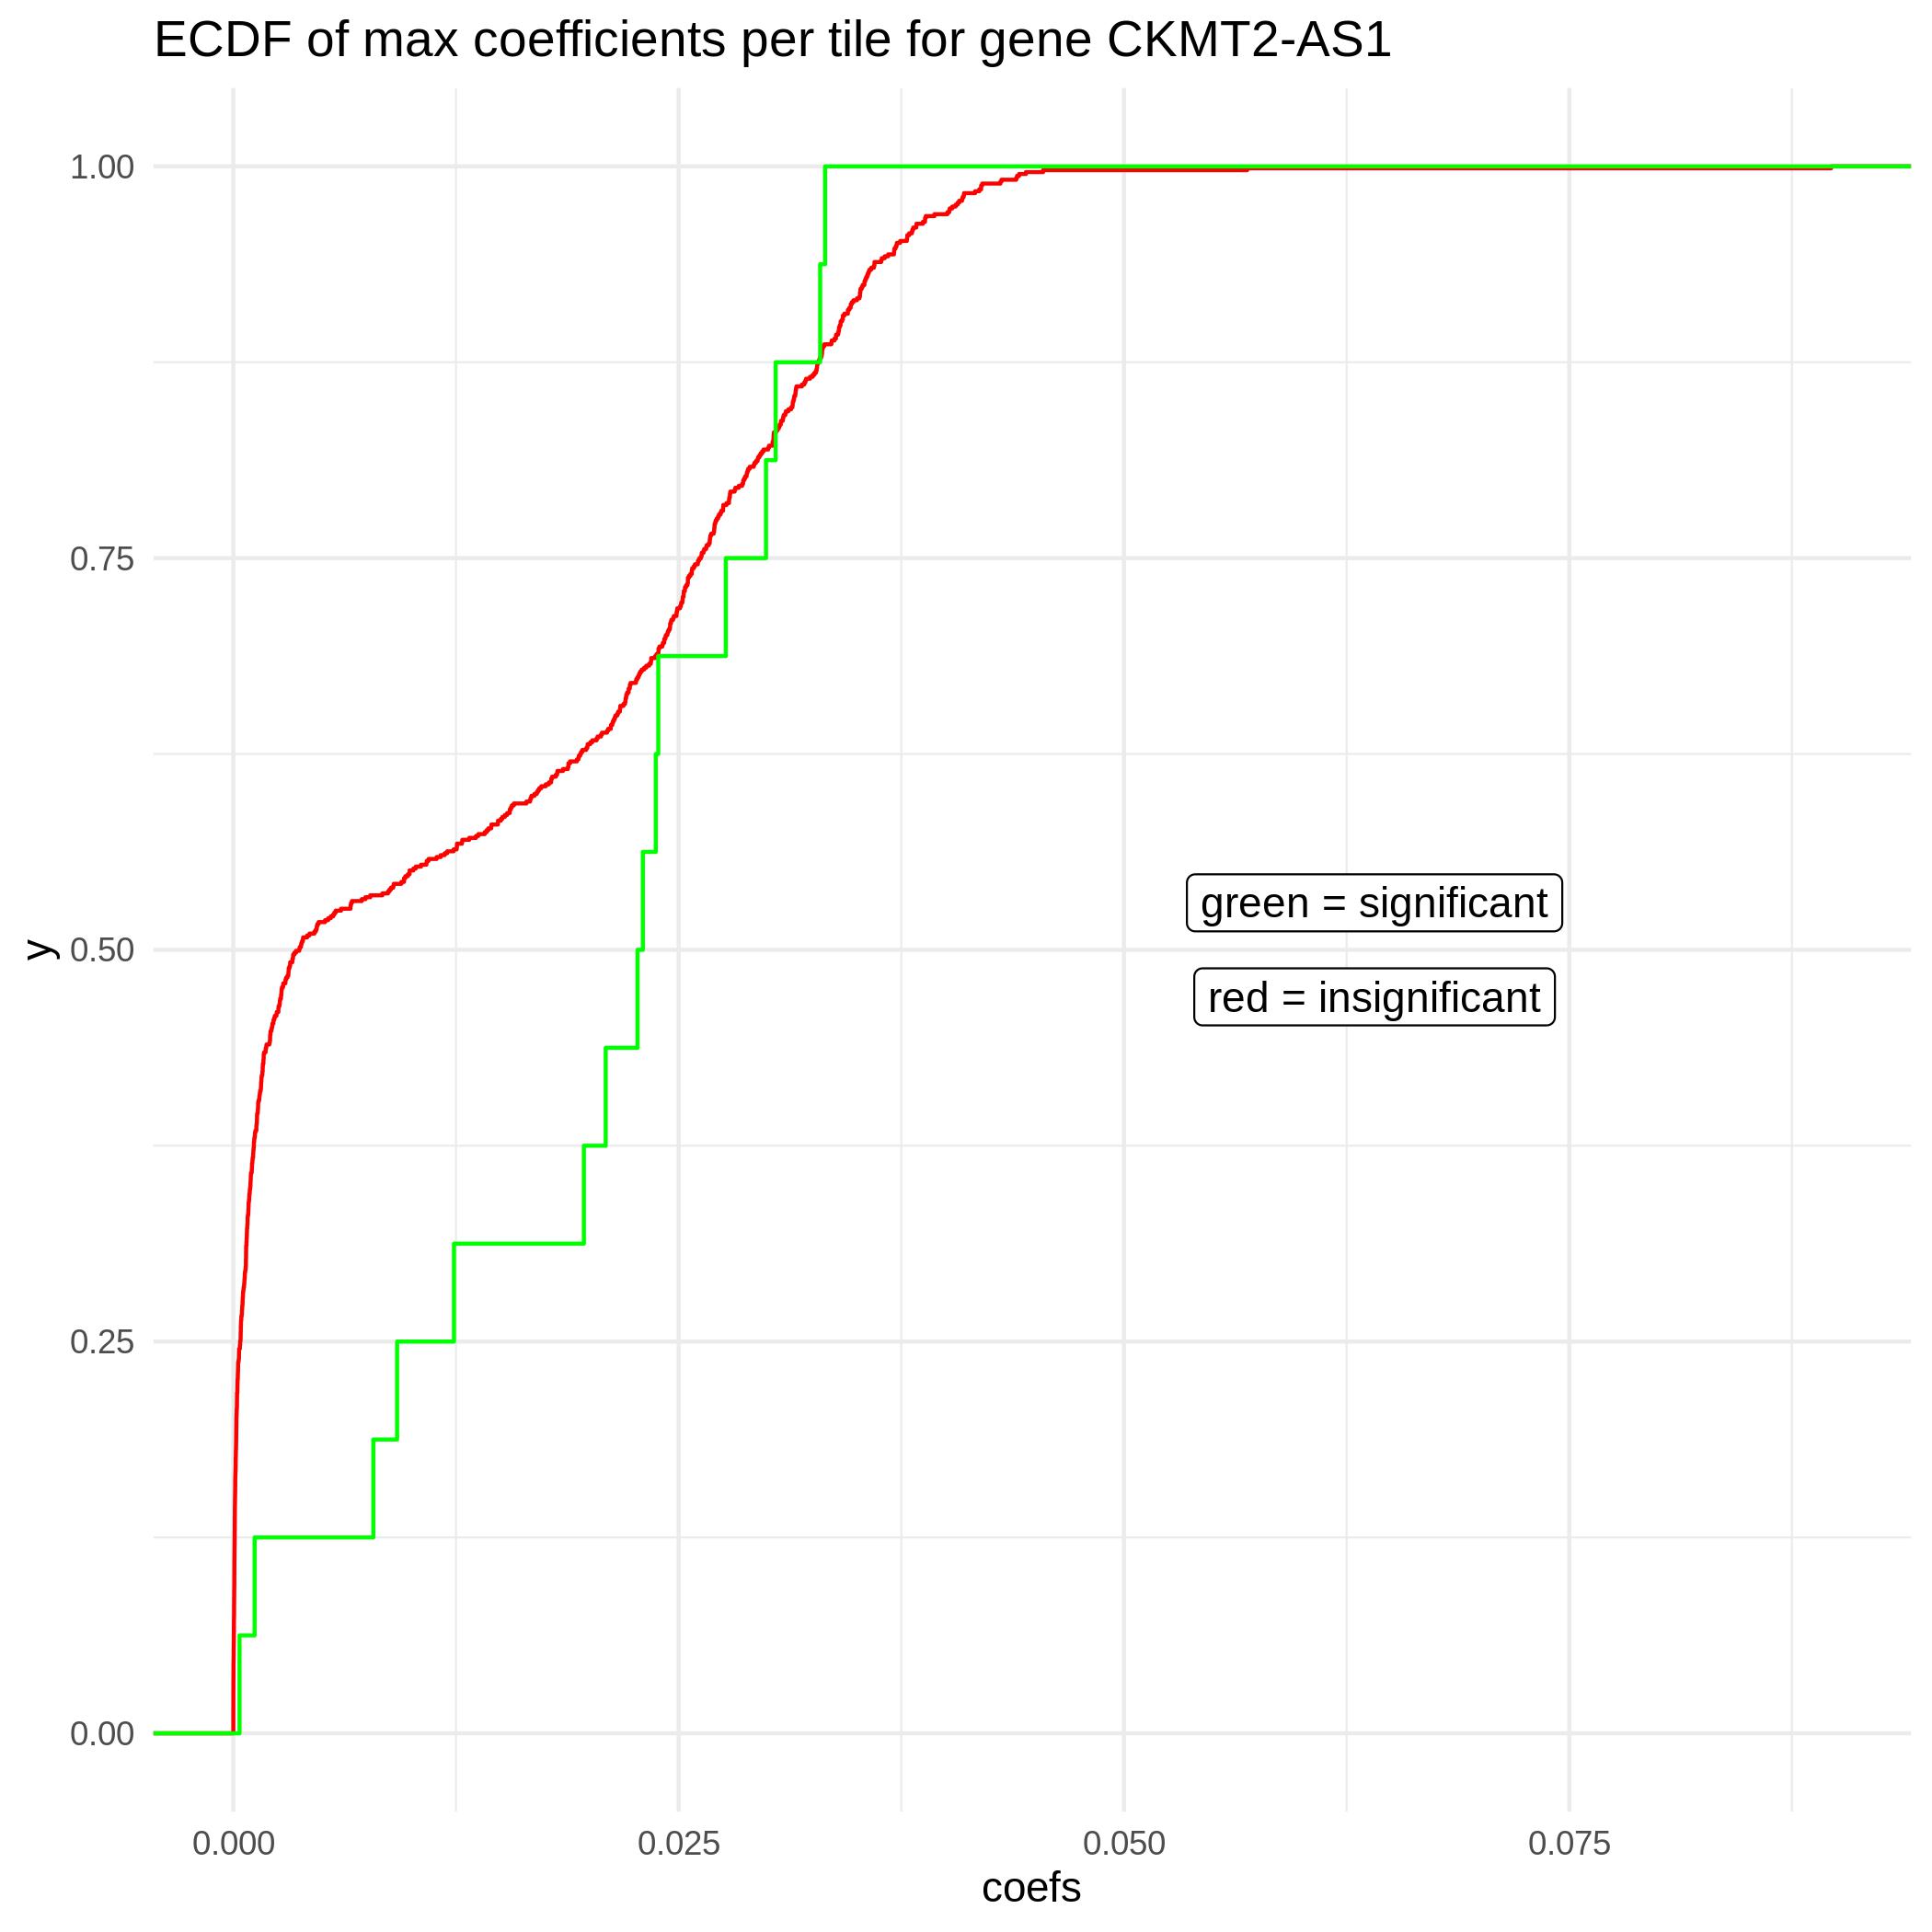 ECDF of max coefficients per tile for gene CKMT2-AS1
1.00
0.75
0.50
0.25
0.00
y
green = significant
red = insignificant
0.000 0.025 0.050 0.075
coefs